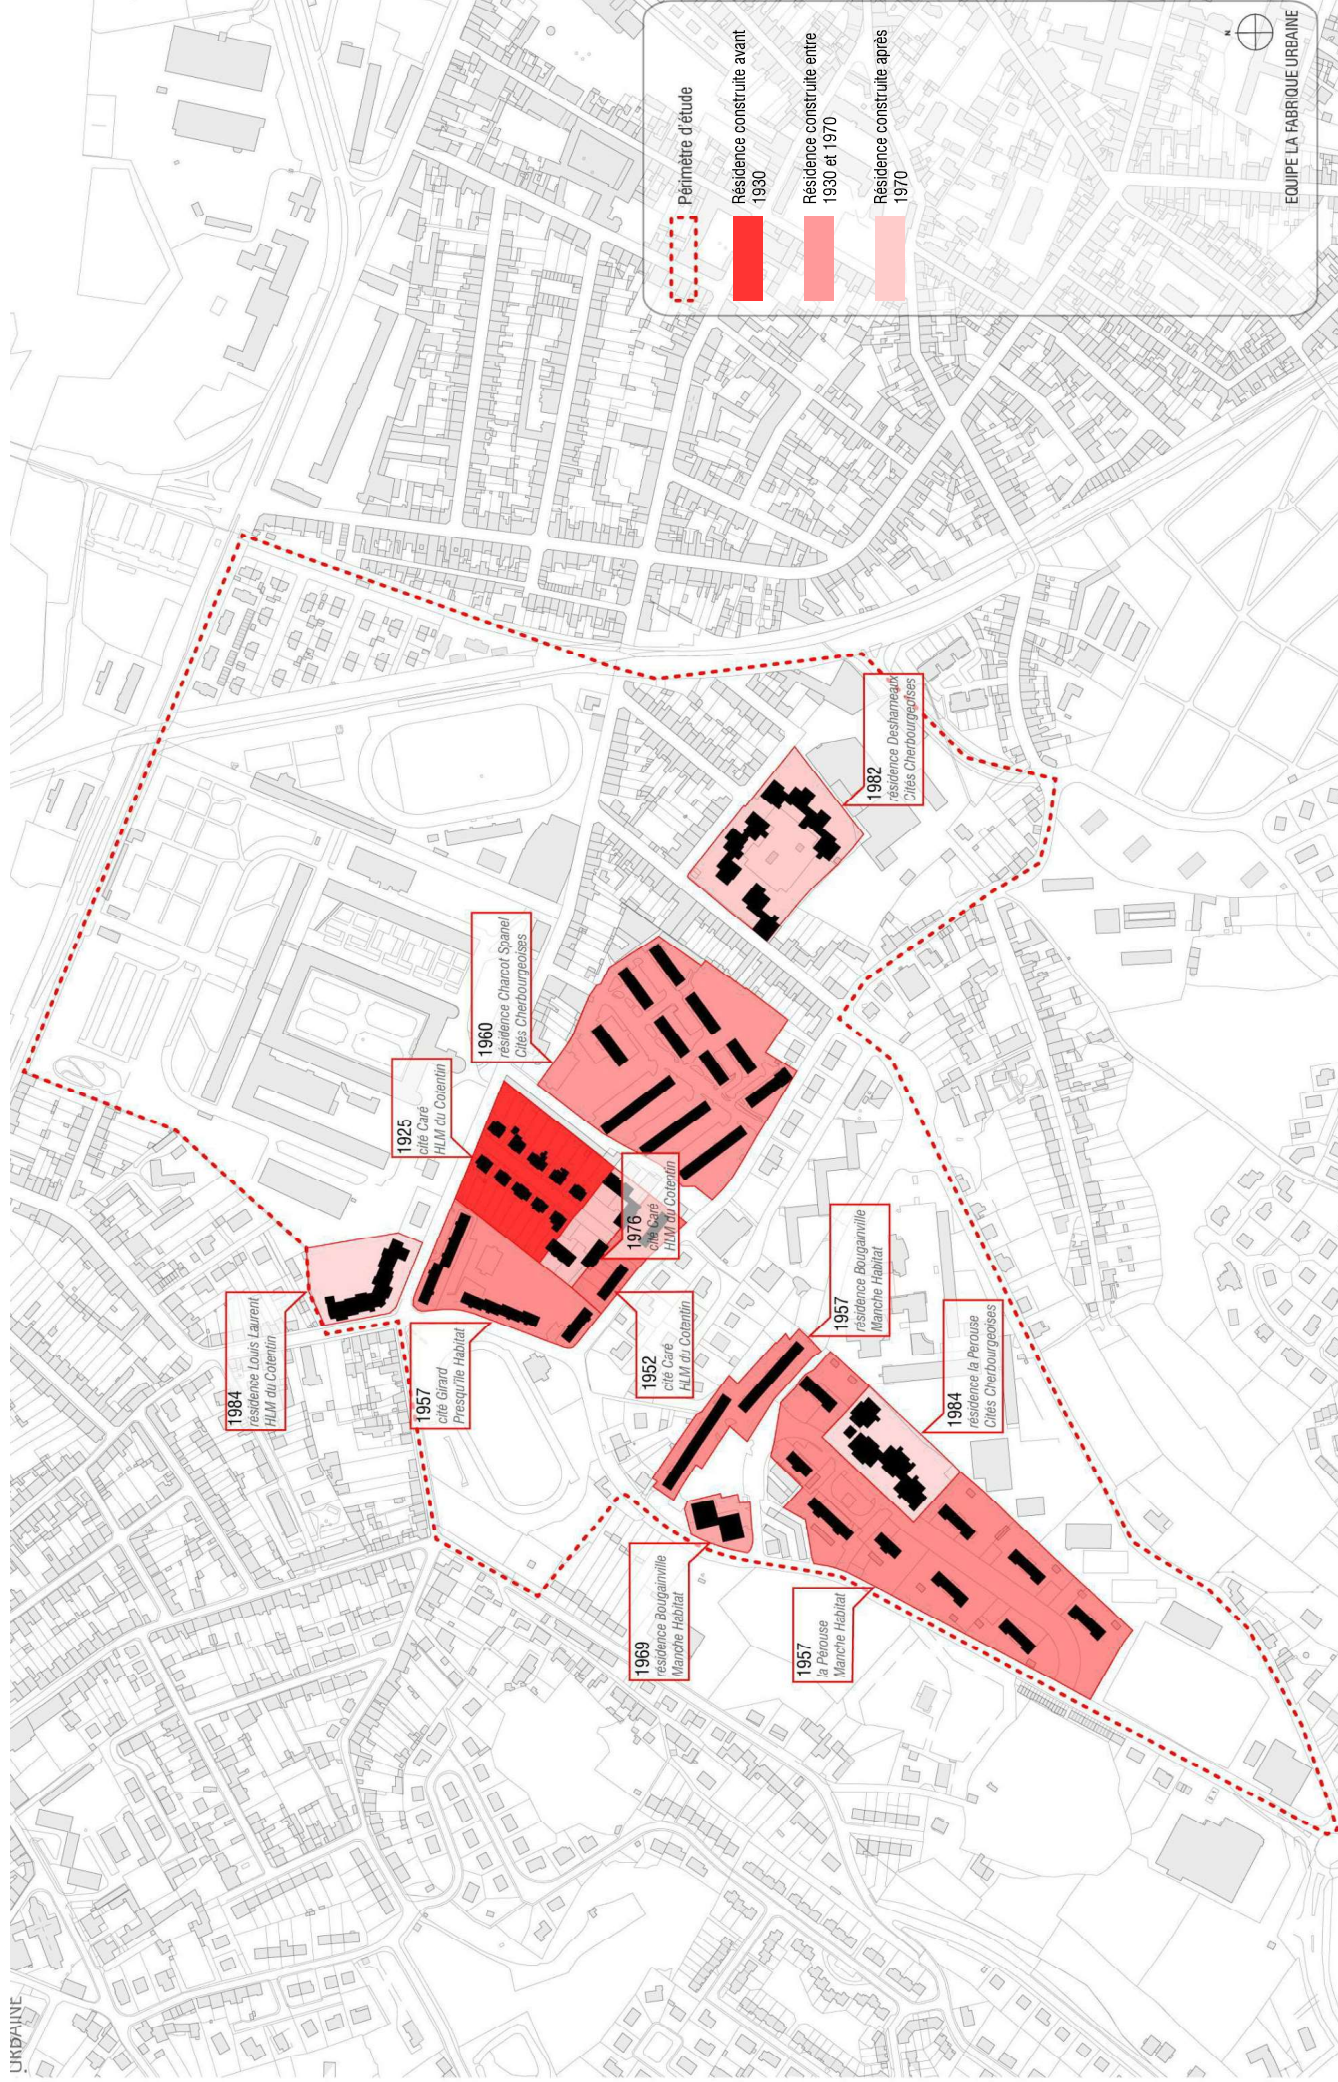 URBAINE
1984
résidence Louis Laurent
HLM du Cotentin
1957
cité Girard
Presqu'île Habitat
1925
cité Caré
HLM du Cotentin
1960
résidence Charcot Spanel
Cités Cherbourgeoises
1976
cité Caré
HLM du Cotentin
1952
cité Caré
HLM du Cotentin
1969
résidence Bougainville
Manche Habitat
1957
la Pérouse
Manche Habitat
1957
résidence Bougainville
Manche Habitat
1984
résidence la Perouse
Cités Cherbourgeoises
1982
résidence Deshameaux
Cités Cherbourgeoises
Périmètre d'étude
Résidence construite avant
1930
Résidence construite entre
1930 et 1970
Résidence construite après
1970
N
EQUIPE LA FABRIQUE URBAINE